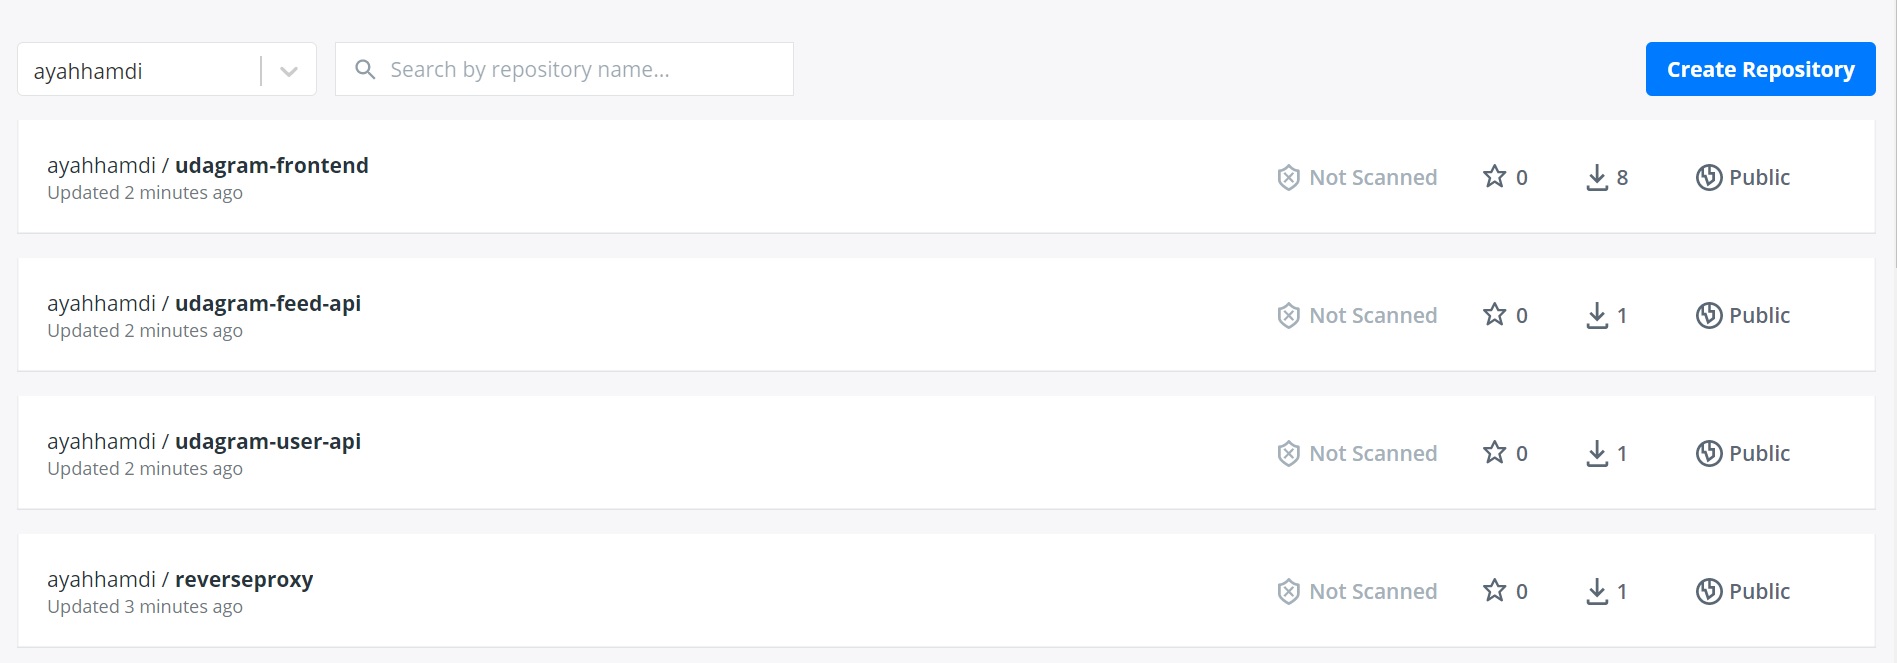 ayahhamdi
Search by repository name...
Create Repository
ayahhamdi / udagram-frontend
Updated 2 minutes ago
Not Scanned
0
8
Public
ayahhamdi / udagram-feed-api
Updated 2 minutes ago
Not Scanned
0
1
Public
ayahhamdi / udagram-user-api
Updated 2 minutes ago
Not Scanned
0
1
Public
ayahhamdi / reverseproxy
Updated 3 minutes ago
Not Scanned
0
1
Public